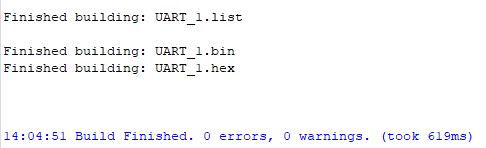 Finished building: UART_1.list
Finished building: UART_1.bin
Finished building: UART_1.hex
14:04:51 Build Finished. 0 errors, 0 warnings. (took 619ms)